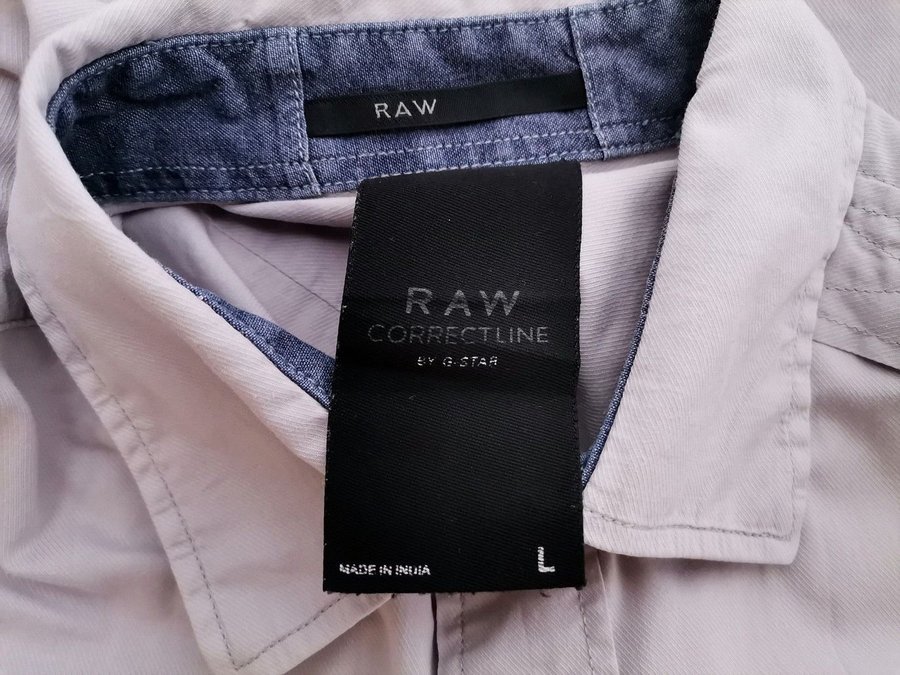 RAW
RAW
CORRECTLINE
BY G-STAR
MADE IN INDIA
L